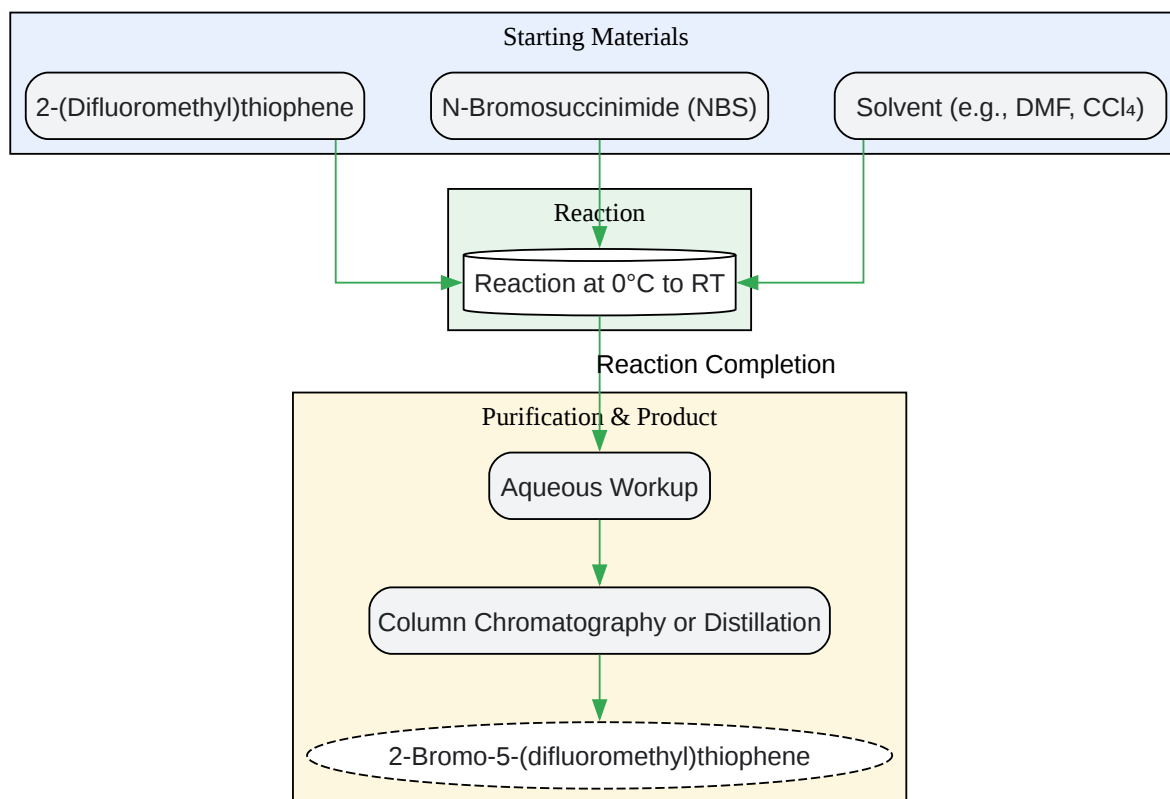 Starting Materials
2-(Difluoromethyl)thiophene
N-Bromosuccinimide (NBS)
Solvent (e.g., DMF, CCl₄)
Reaction
Reaction at 0°C to RT
Reaction Completion
Purification & Product
Aqueous Workup
Column Chromatography or Distillation
2-Bromo-5-(difluoromethyl)thiophene